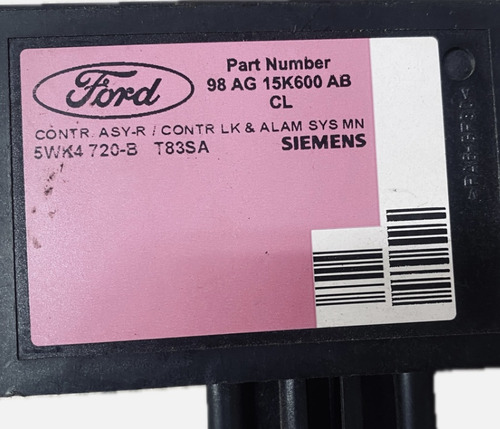 Ford
Part Number
98 AG 15K600 AB
CL
CONTR. ASY-R / CONTR LK & ALAM SYS MN
5WK4 720-B T83SA
SIEMENS